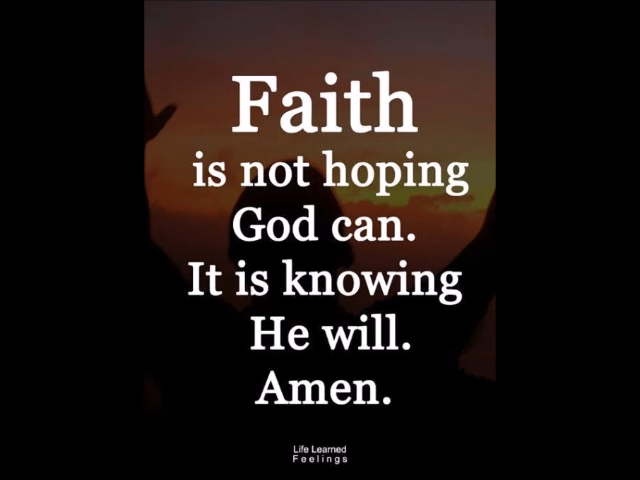 Faith
is not hoping
God can.
It is knowing
He will.
Amen.
Life Learned
Feelings